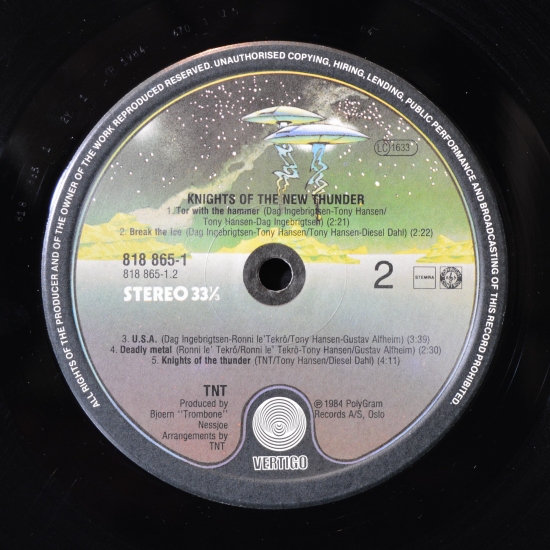 ALL RIGHTS OF THE PRODUCER AND OF THE OWNER OF THE WORK REPRODUCED RESERVED. UNAUTHORISED COPYING, HIRING, LENDING, PUBLIC PERFORMANCE AND BROADCASTING OF THIS RECORD PROHIBITED.
LC 1633
KNIGHTS OF THE NEW THUNDER
1. Tor with the hammer (Dag Ingebrigtsen-Tony Hansen/
Tony Hansen-Dag Ingebrigtsen) (2:21)
2. Break the ice (Dag Ingebrigtsen-Tony Hansen/Tony Hansen-Diesel Dahl) (2:22)
818 865-1
818 865-1.2
STEREO 33⅓
2
STEMRA
3. U.S.A. (Dag Ingebrigtsen-Ronni le' Tekrö/Tony Hansen-Gustav Alfheim) (3:39)
4. Deadly metal (Ronni le' Tekrö/Ronni le' Tekrö-Tony Hansen/Gustav Alfheim) (2:30)
5. Knights of the thunder (TNT/Tony Hansen/Diesel Dahl) (4:11)
TNT
Produced by
Bjoern "Trombone"
Nessjoe
Arrangements by
TNT
℗ 1984 PolyGram
Records A/S, Oslo
VERTIGO